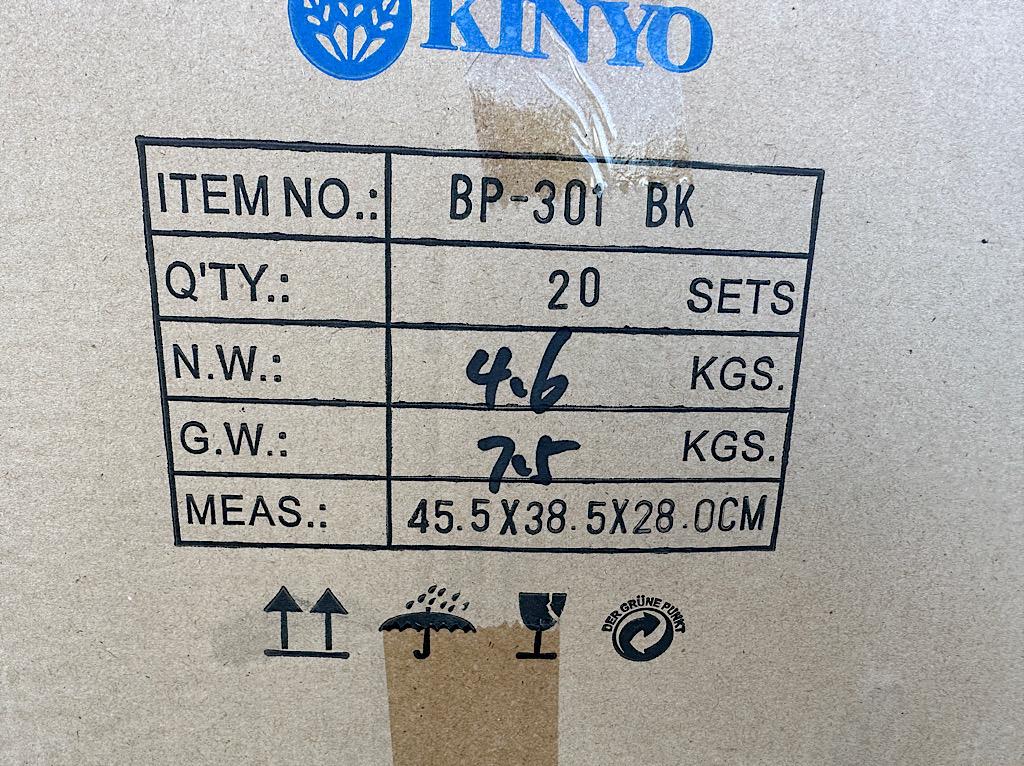 KINYO
ITEM NO.: BP-301 BK
Q'TY.: 20 SETS
N.W.: 4.6 KGS.
G.W.: 7.5 KGS.
MEAS.: 45.5X38.5X28.0CM
DER GRÜNE PUNKT